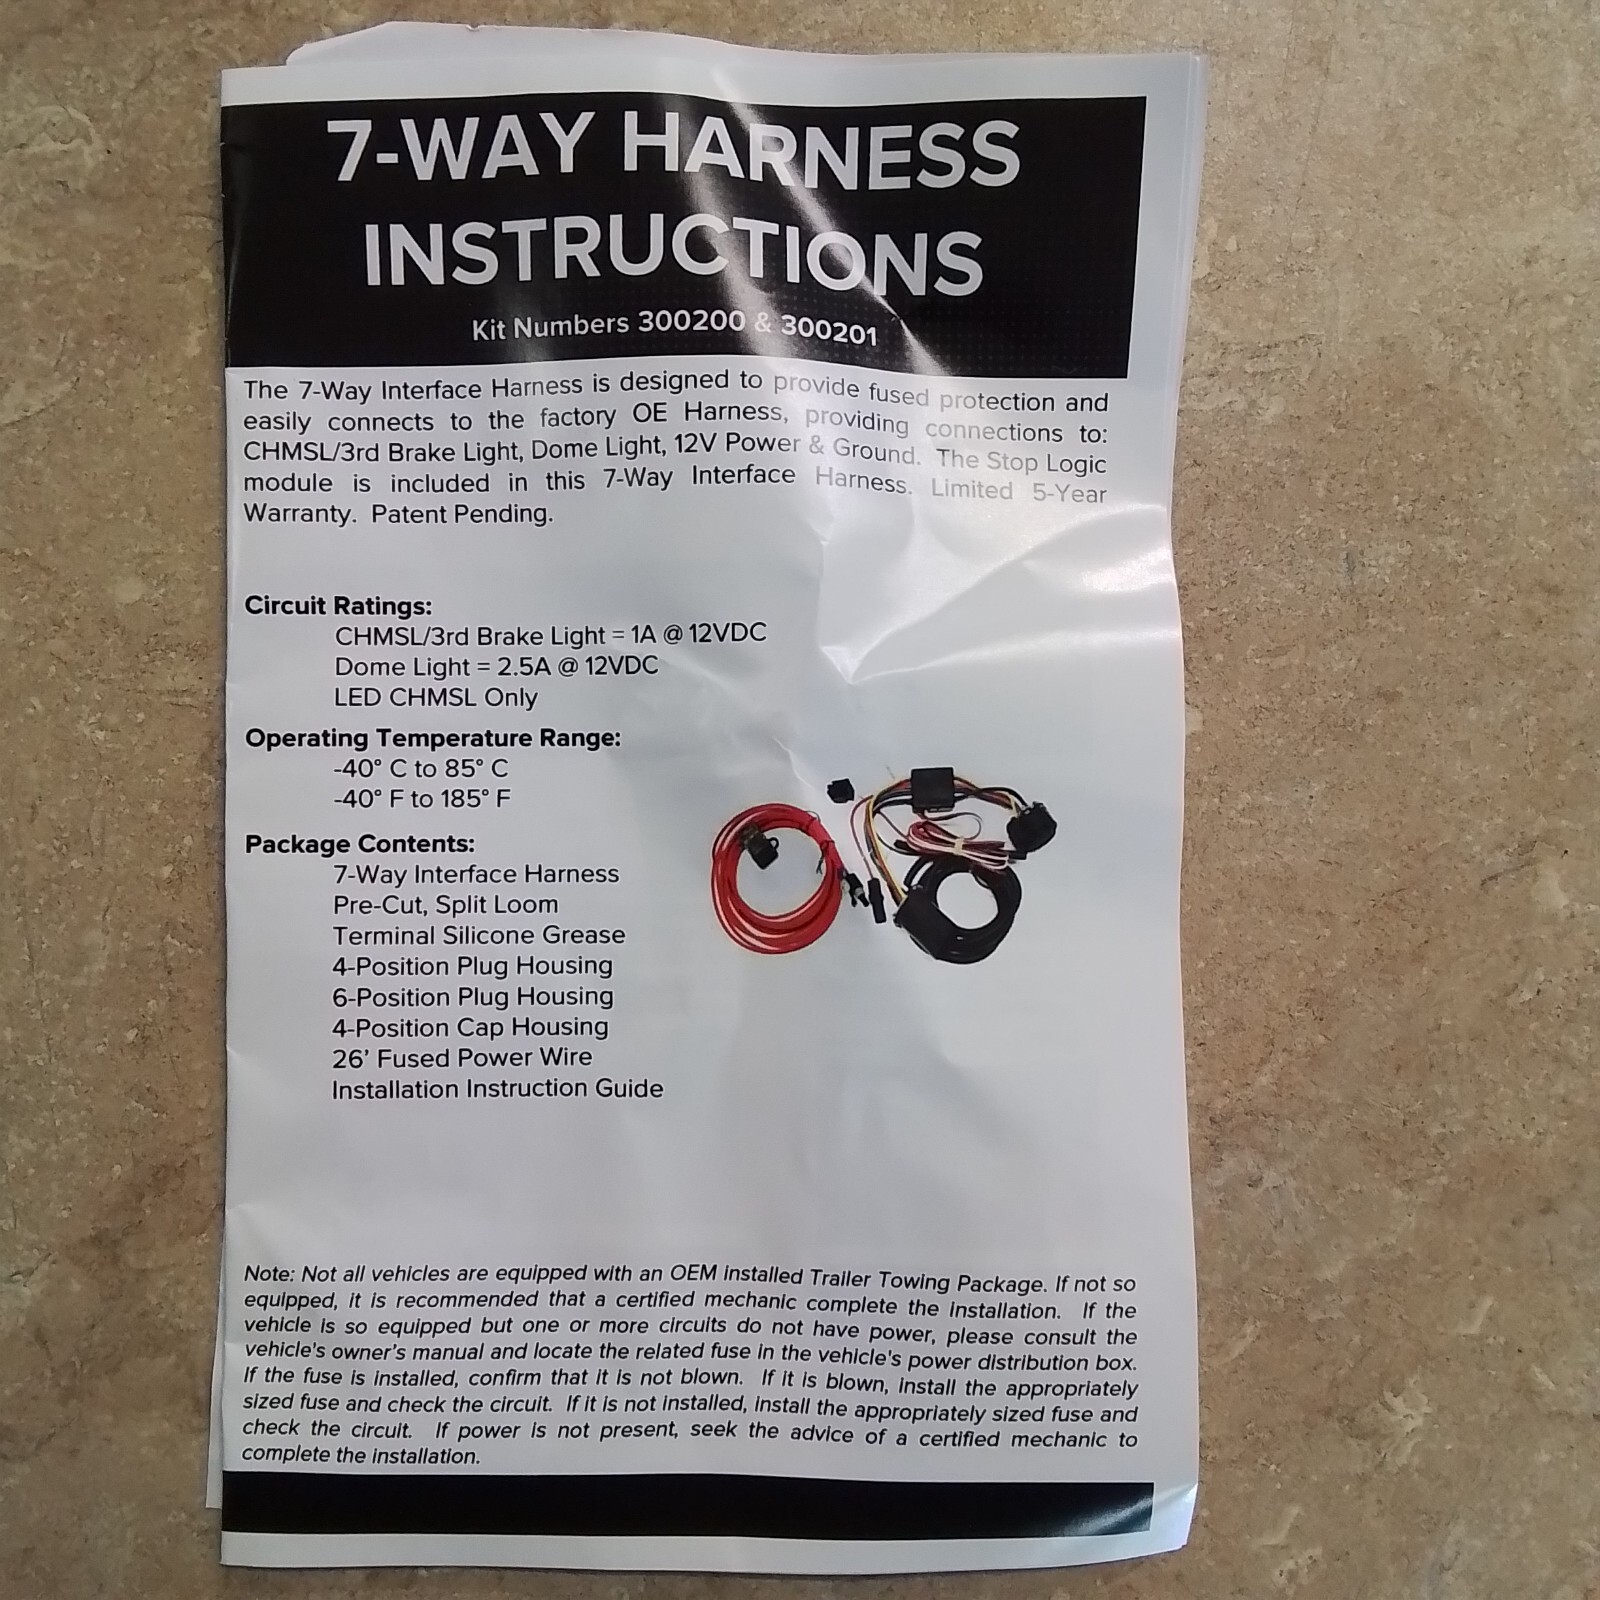 7-WAY HARNESS
INSTRUCTIONS
Kit Numbers 300200 & 300201
The 7-Way Interface Harness is designed to provide fused protection and
easily connects to the factory OE Harness, providing connections to:
CHMSL/3rd Brake Light, Dome Light, 12V Power & Ground. The Stop Logic
module is included in this 7-Way Interface Harness. Limited 5-Year
Warranty. Patent Pending.
Circuit Ratings:
CHMSL/3rd Brake Light = 1A @ 12VDC
Dome Light = 2.5A @ 12VDC
LED CHMSL Only
Operating Temperature Range:
-40° C to 85° C
-40° F to 185° F
Package Contents:
7-Way Interface Harness
Pre-Cut, Split Loom
Terminal Silicone Grease
4-Position Plug Housing
6-Position Plug Housing
4-Position Cap Housing
26' Fused Power Wire
Installation Instruction Guide
Note: Not all vehicles are equipped with an OEM installed Trailer Towing Package. If not so
equipped, it is recommended that a certified mechanic complete the installation. If the
vehicle is so equipped but one or more circuits do not have power, please consult the
vehicle's owner's manual and locate the related fuse in the vehicle's power distribution box.
If the fuse is installed, confirm that it is not blown. If it is blown, install the appropriately
sized fuse and check the circuit. If it is not installed, install the appropriately sized fuse and
check the circuit. If power is not present, seek the advice of a certified mechanic to
complete the installation.